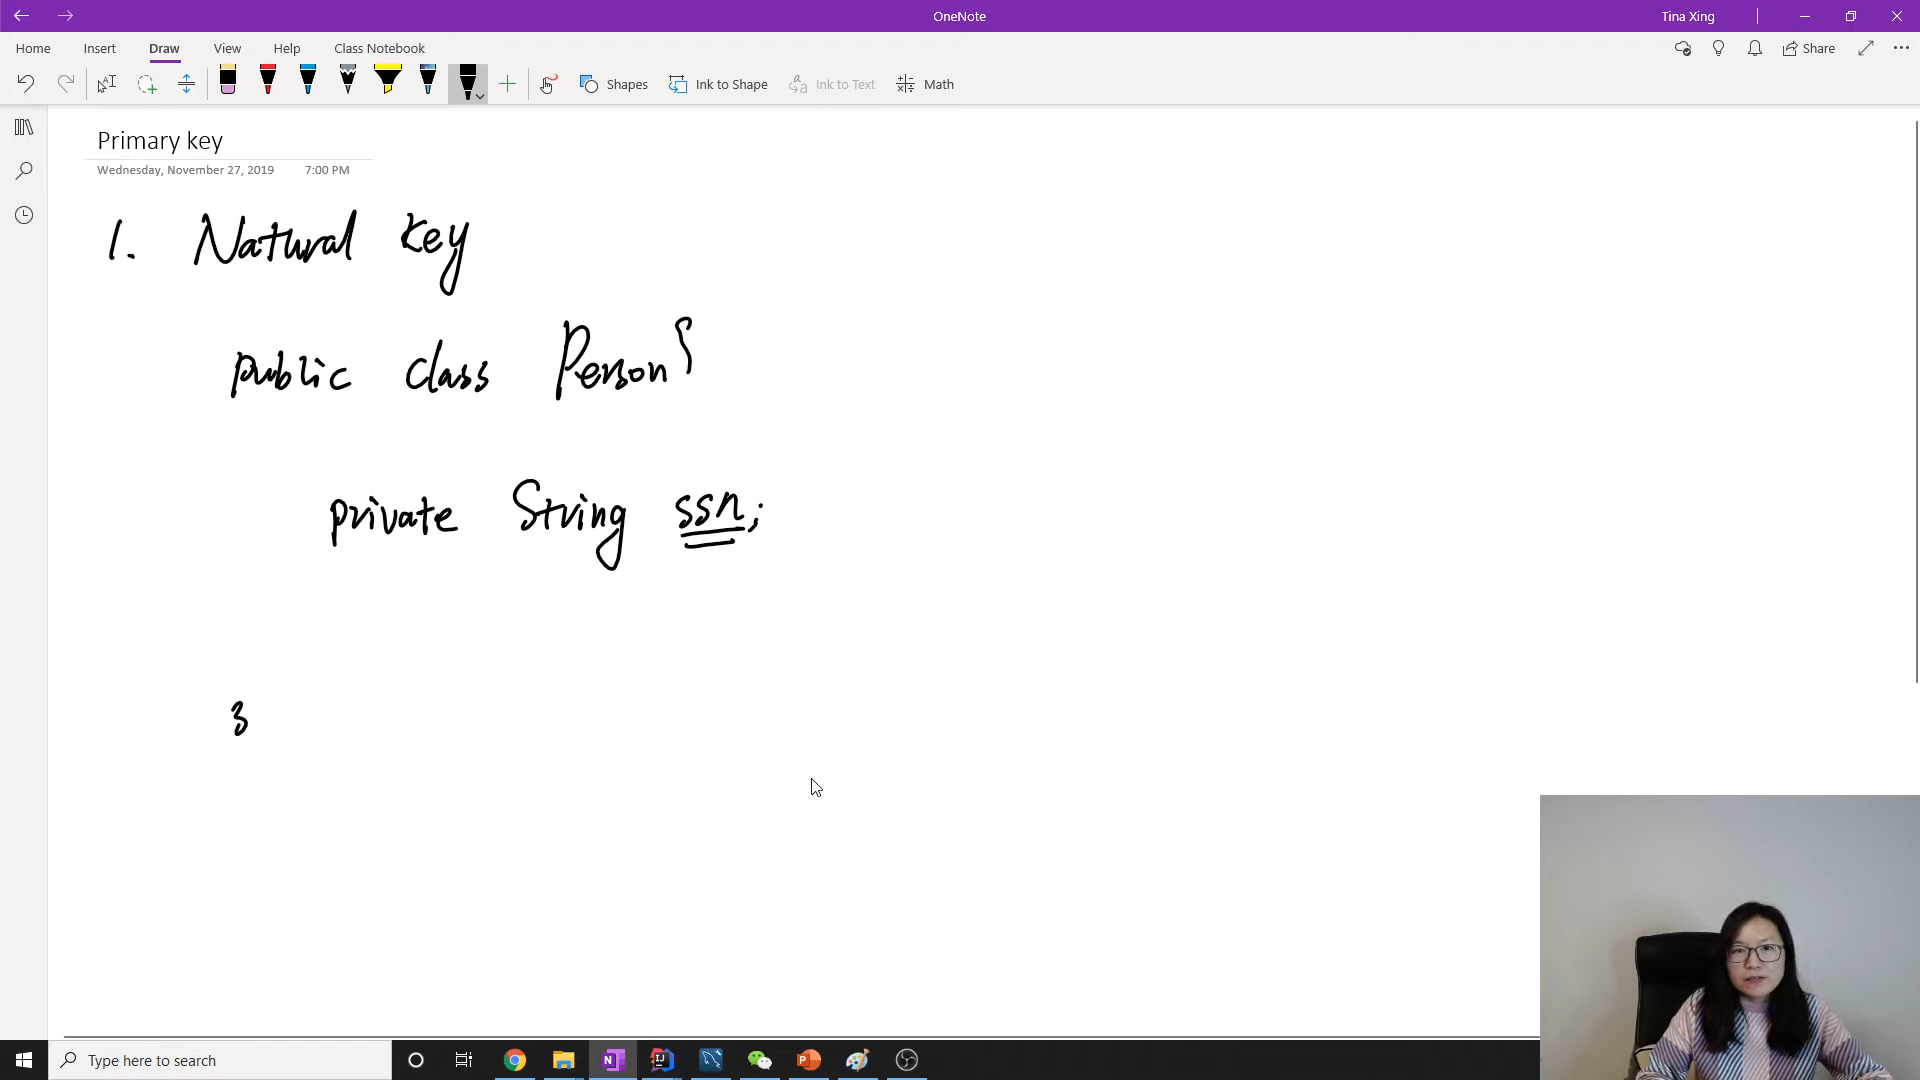 OneNote
Tina Xing
Home Insert Draw View Help Class Notebook
Share
Shapes Ink to Shape Ink to Text Math
Primary key
Wednesday, November 27, 2019 7:00 PM
1. Natural key
public class Person{
private String ssn;
}
Type here to search